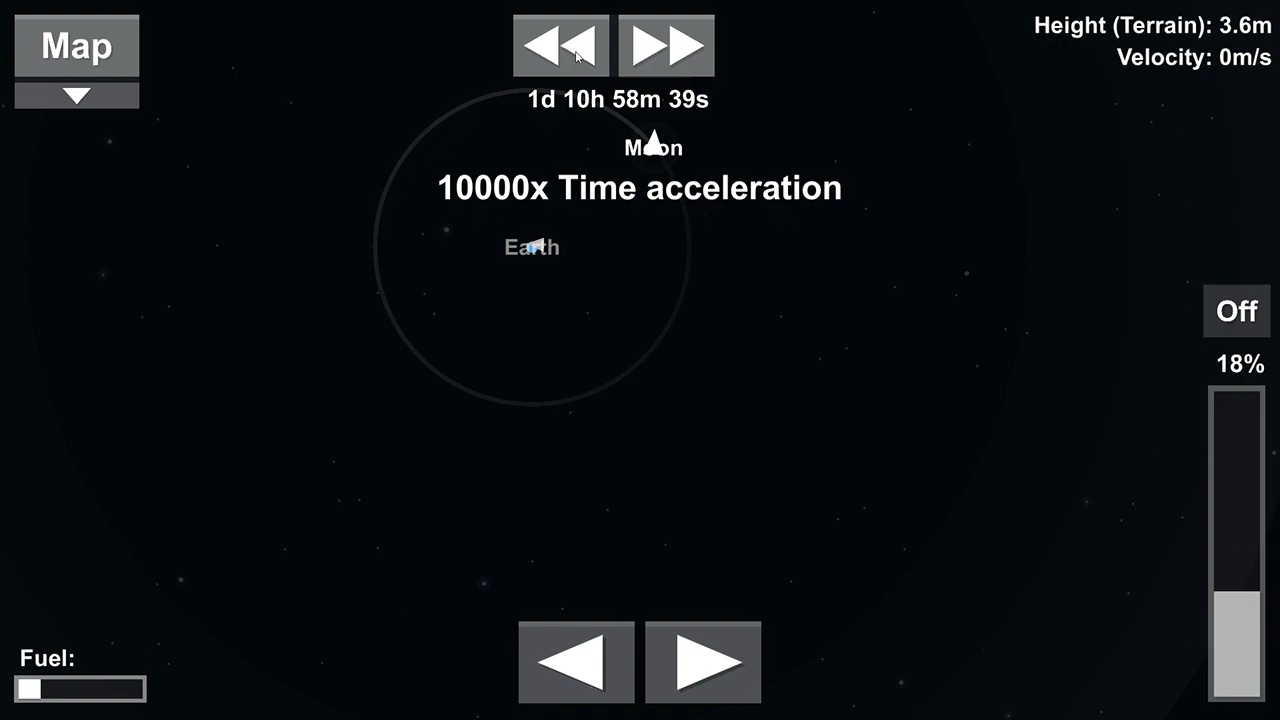 Map
Height (Terrain): 3.6m
Velocity: 0m/s
1d 10h 58m 39s
Moon
10000x Time acceleration
Earth
Off
18%
Fuel: